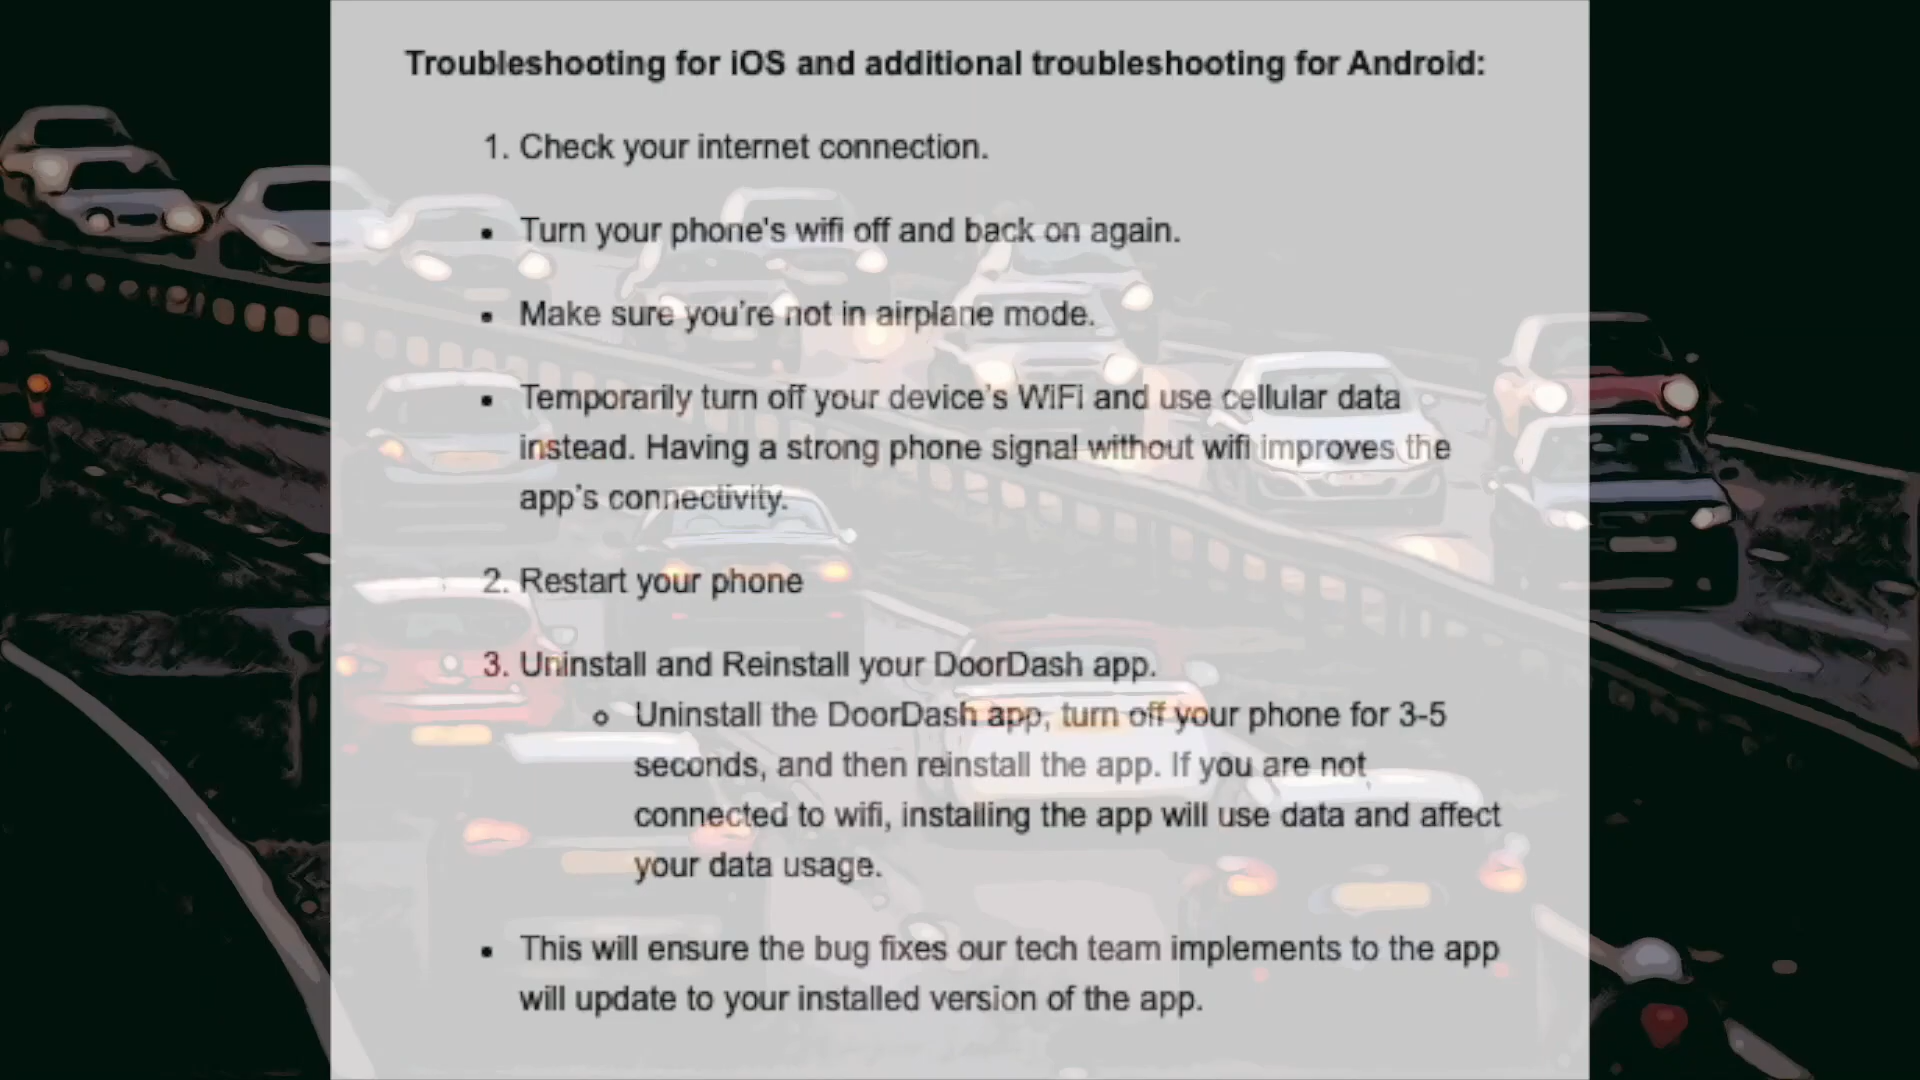 Troubleshooting for iOS and additional troubleshooting for Android:
1. Check your internet connection.
• Turn your phone's wifi off and back on again.
• Make sure you're not in airplane mode.
• Temporarily turn off your device's WiFi and use cellular data
instead. Having a strong phone signal without wifi improves the
app's connectivity.
2. Restart your phone
3. Uninstall and Reinstall your DoorDash app.
○ Uninstall the DoorDash app, turn off your phone for 3-5
seconds, and then reinstall the app. If you are not
connected to wifi, installing the app will use data and affect
your data usage.
• This will ensure the bug fixes our tech team implements to the app
will update to your installed version of the app.